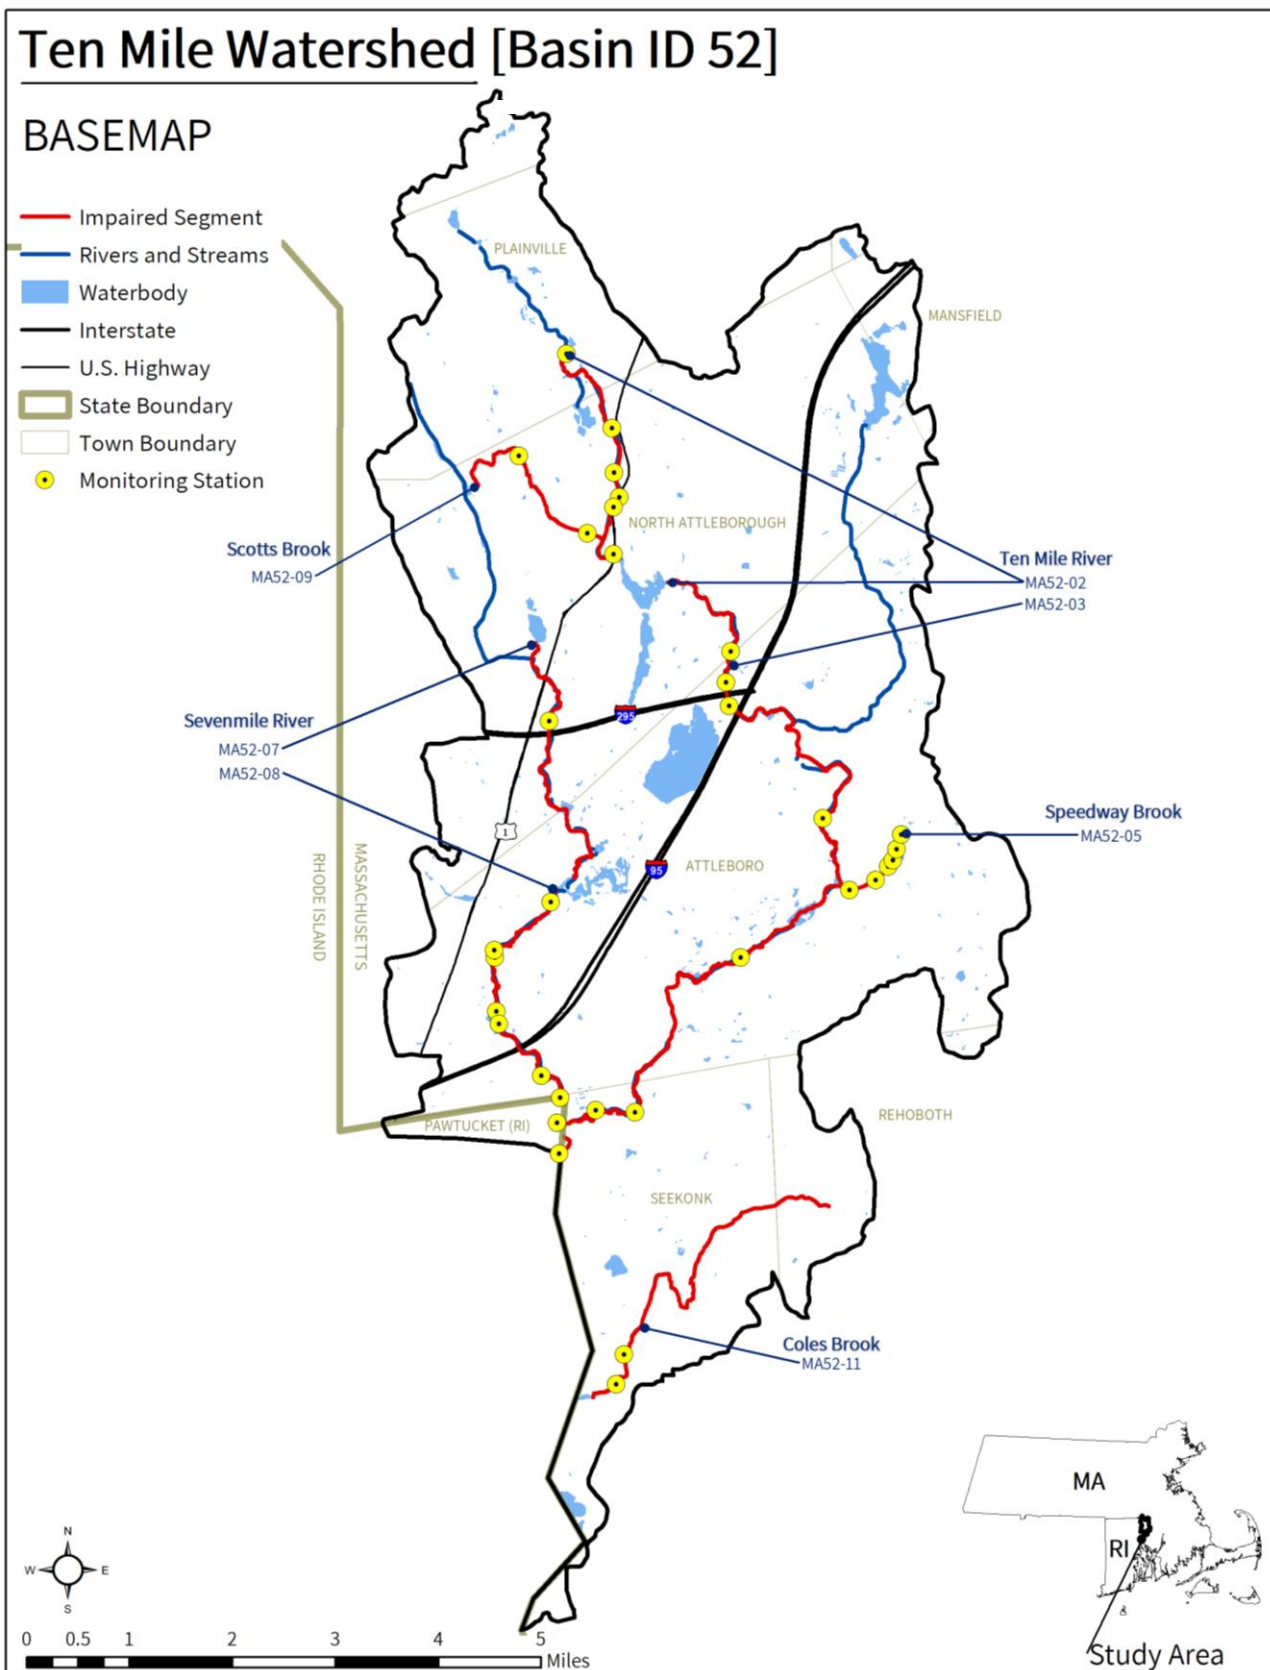 Ten Mile Watershed [Basin ID 52]
BASEMAP
Impaired Segment
Rivers and Streams
Waterbody
Interstate
U.S. Highway
State Boundary
Town Boundary
Monitoring Station
PLAINVILLE
MANSFIELD
NORTH ATTLEBOROUGH
Scotts Brook
MA52-09
Ten Mile River
MA52-02
MA52-03
Sevenmile River
MA52-07
MA52-08
295
Speedway Brook
MA52-05
1
95
ATTLEBORO
RHODE ISLAND
MASSACHUSETTS
PAWTUCKET (RI)
REHOBOTH
SEEKONK
Coles Brook
MA52-11
MA
RI
Study Area
N
W E
S
0 0.5 1 2 3 4 5
Miles